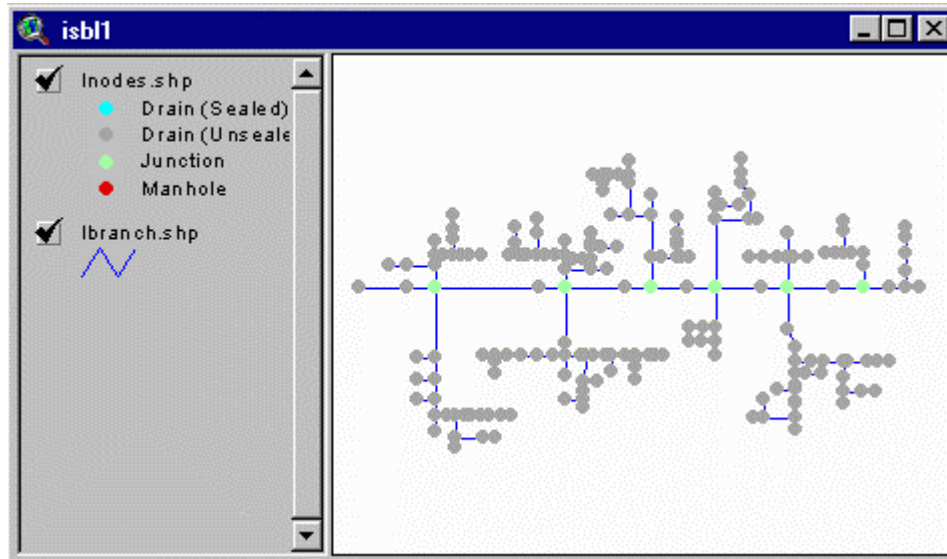 isbl1
lnodes.shp
Drain (Sealed)
Drain (Unseale
Junction
Manhole
lbranch.shp